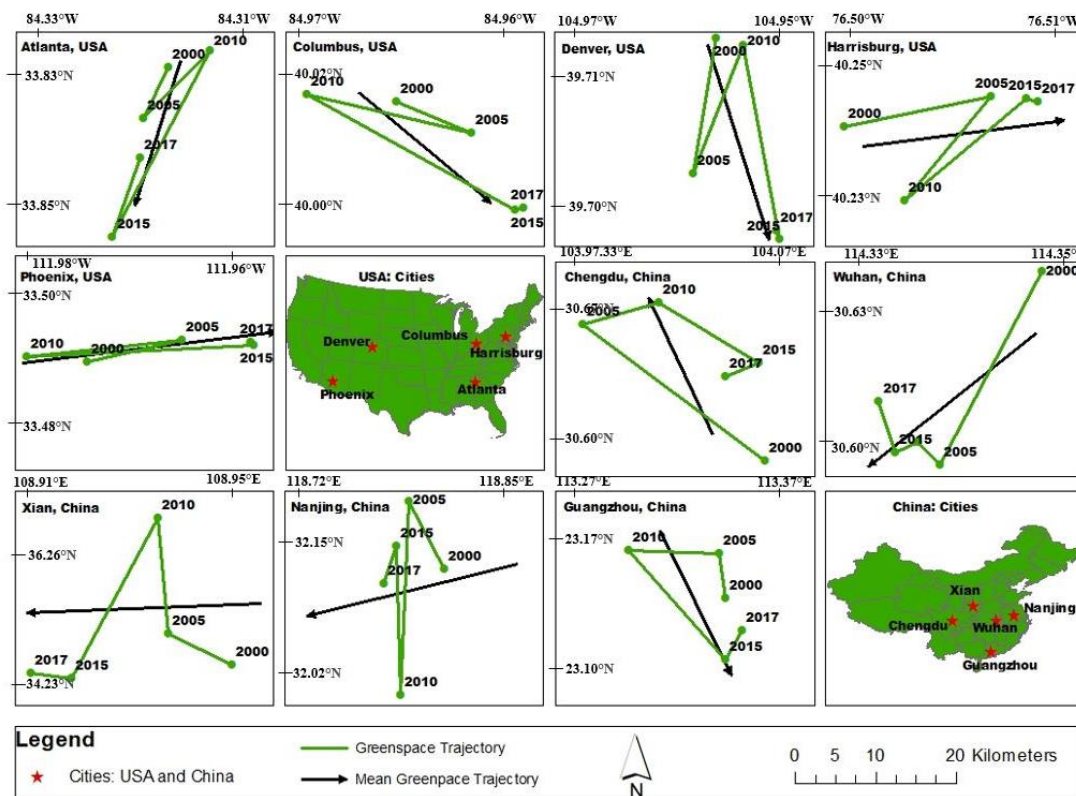 84.33°W 84.31°W
84.97°W 84.96°W
104.97°W 104.95°W
76.50°W 76.51°W
Atlanta, USA
2010
2000
33.83°N
2005
2017
33.85°N
2015
Columbus, USA
40.02°N
2010
2000
2005
40.00°N
2017
2015
Denver, USA
2010
2000
39.71°N
2005
39.70°N
2015
2017
Harrisburg, USA
40.25°N
2005
2015
2017
2000
2010
40.23°N
111.98°W 111.96°W
103.97.33°E 104.07°E
114.33°E 114.35°E
Phoenix, USA
33.50°N
2005
2017
2010
2000
2015
33.48°N
USA: Cities
Columbus
Denver
Harrisburg
Phoenix
Atlanta
Chengdu, China
2010
2005
2015
2017
30.60°N
2000
Wuhan, China
2000
30.63°N
2017
30.60°N
2015
2005
108.91°E 108.95°E
118.72°E 118.85°E
113.27°E 113.37°E
Xian, China
2010
36.26°N
2005
2000
2017
2015
34.23°N
Nanjing, China
2005
32.15°N
2015
2000
2017
32.02°N
2010
Guangzhou, China
23.17°N
2010
2005
2000
2017
2015
23.10°N
China: Cities
Xian
Nanjing
Chengdu
Wuhan
Guangzhou
Legend
Greenspace Trajectory
Cities: USA and China
Mean Greenpace Trajectory
N
0 5 10 20 Kilometers